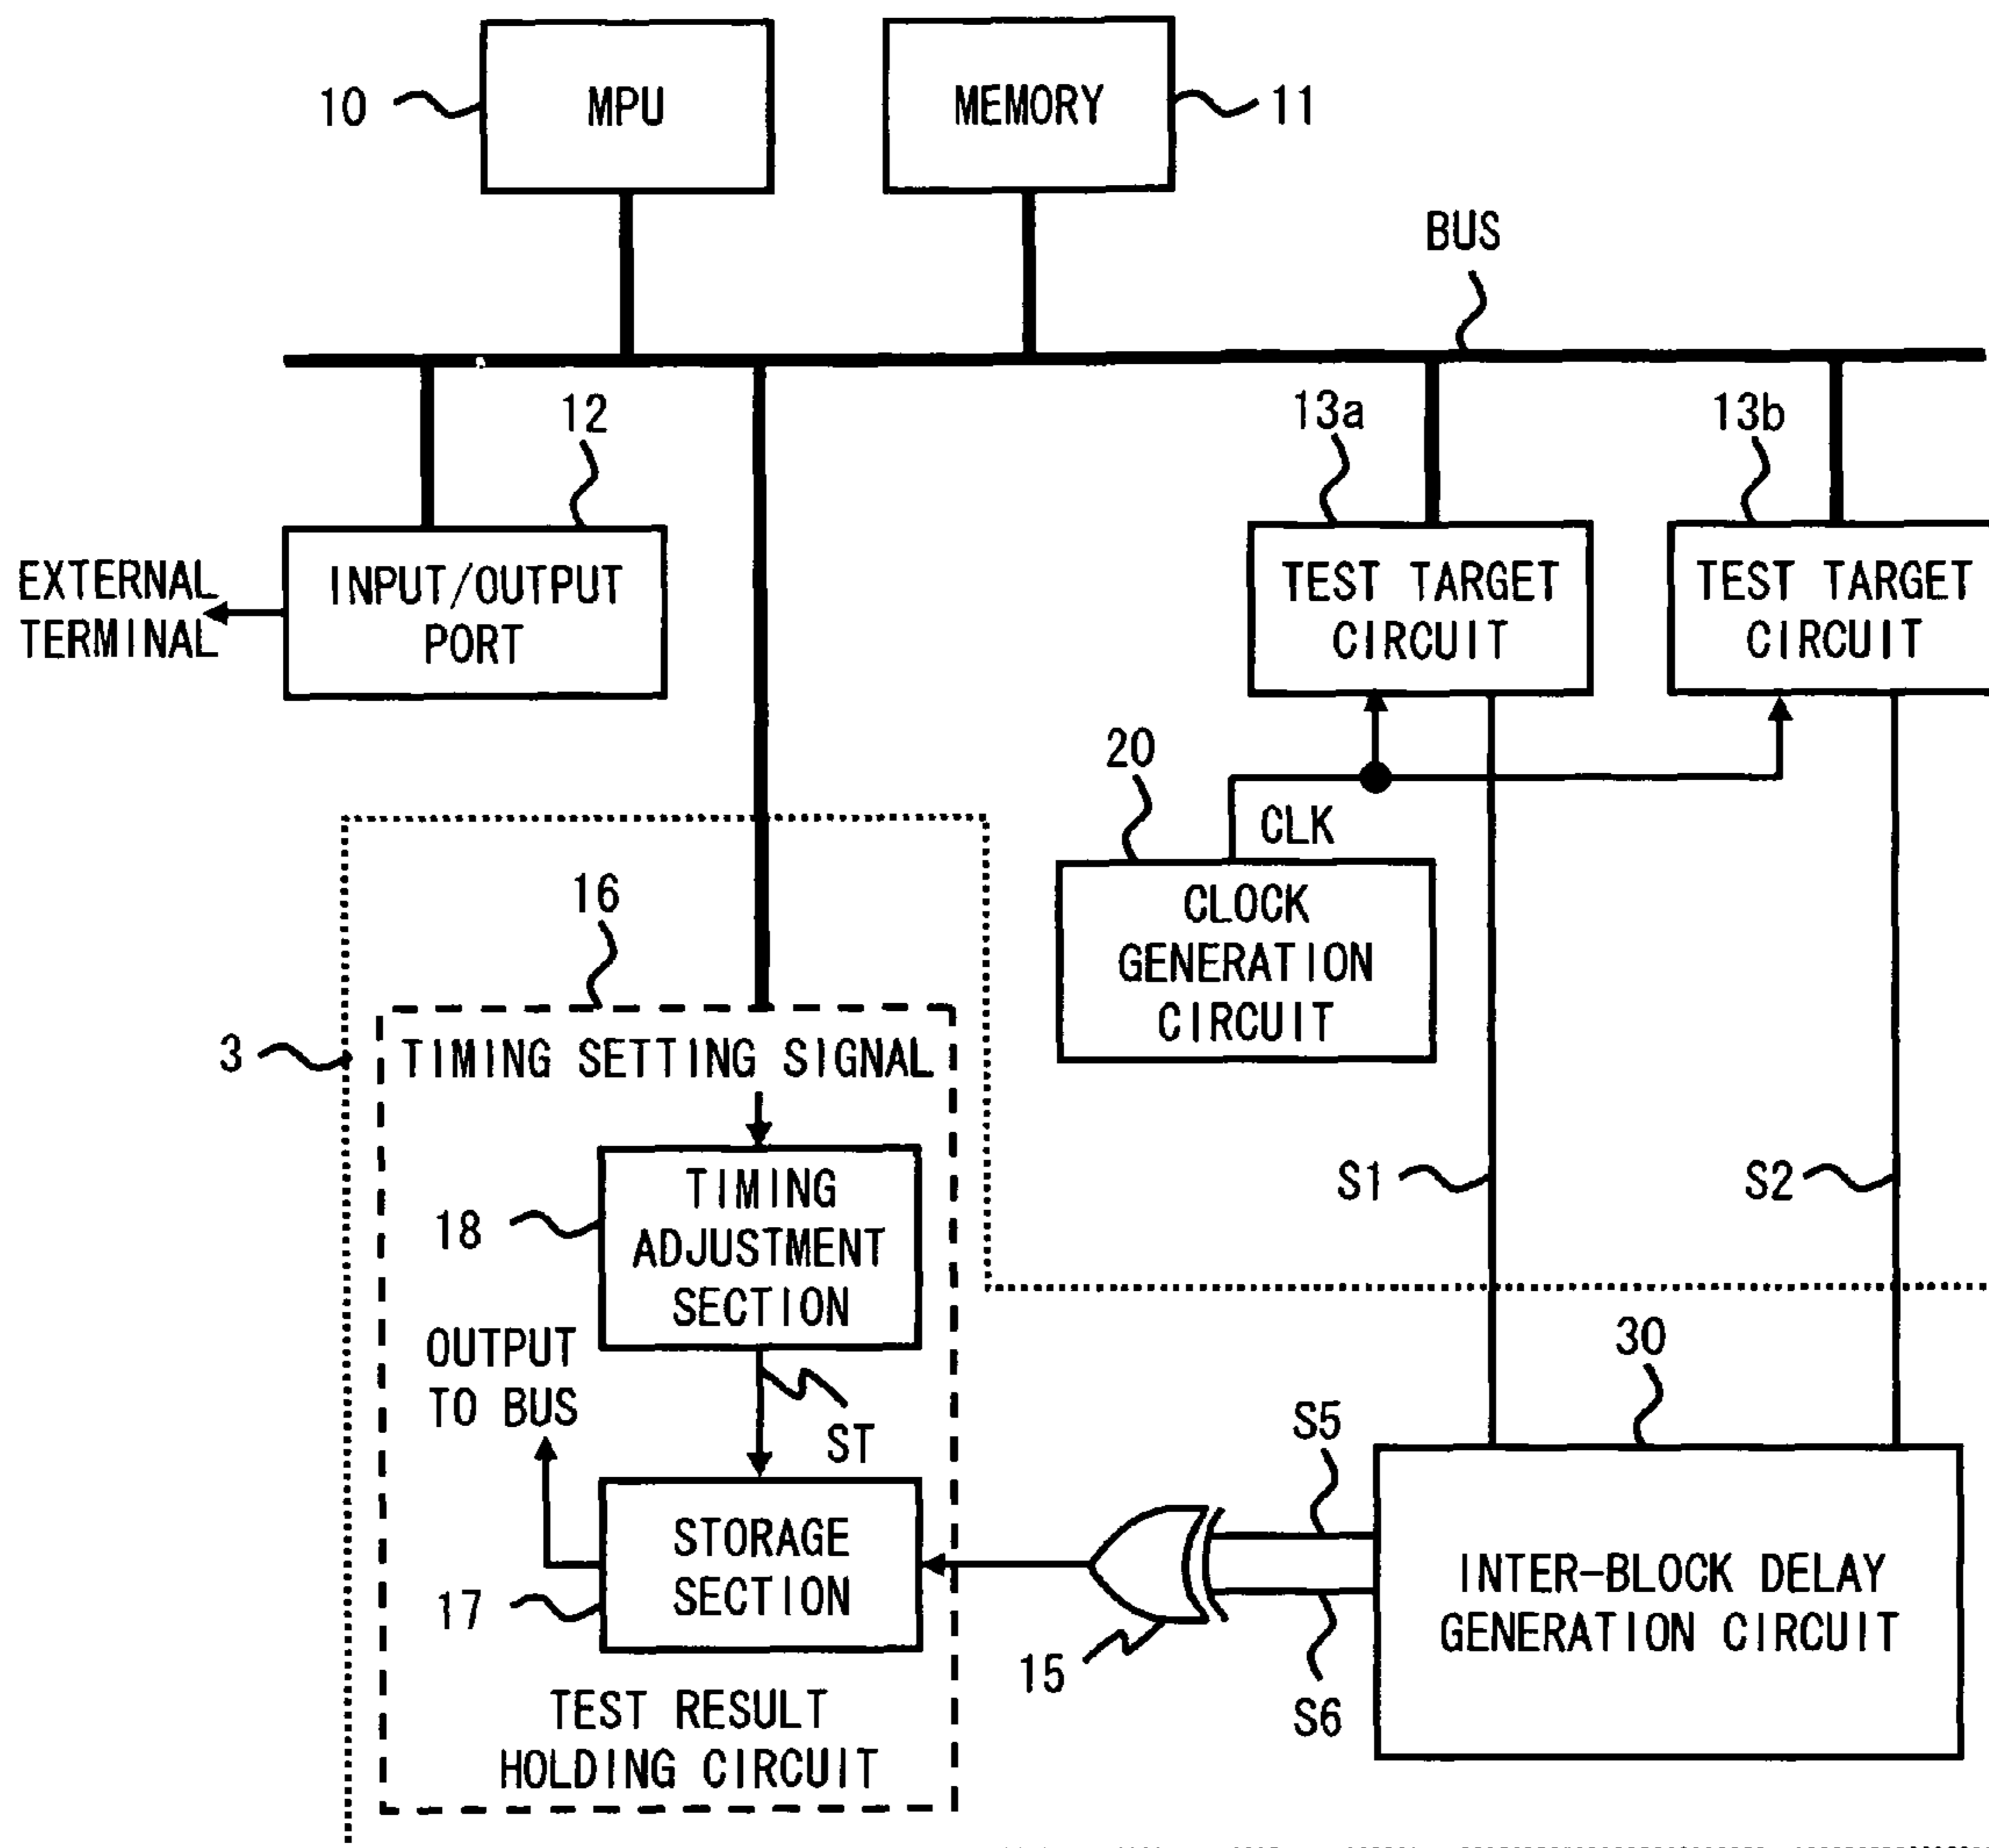 10
MPU
MEMORY
11
BUS
12
13a
13b
EXTERNAL
TERMINAL
INPUT/OUTPUT
PORT
TEST TARGET
CIRCUIT
TEST TARGET
CIRCUIT
20
CLK
CLOCK
GENERATION
CIRCUIT
16
3
TIMING SETTING SIGNAL
18
TIMING
ADJUSTMENT
SECTION
S1
S2
OUTPUT
TO BUS
ST
30
S5
STORAGE
SECTION
17
15
S6
INTER-BLOCK DELAY
GENERATION CIRCUIT
TEST RESULT
HOLDING CIRCUIT